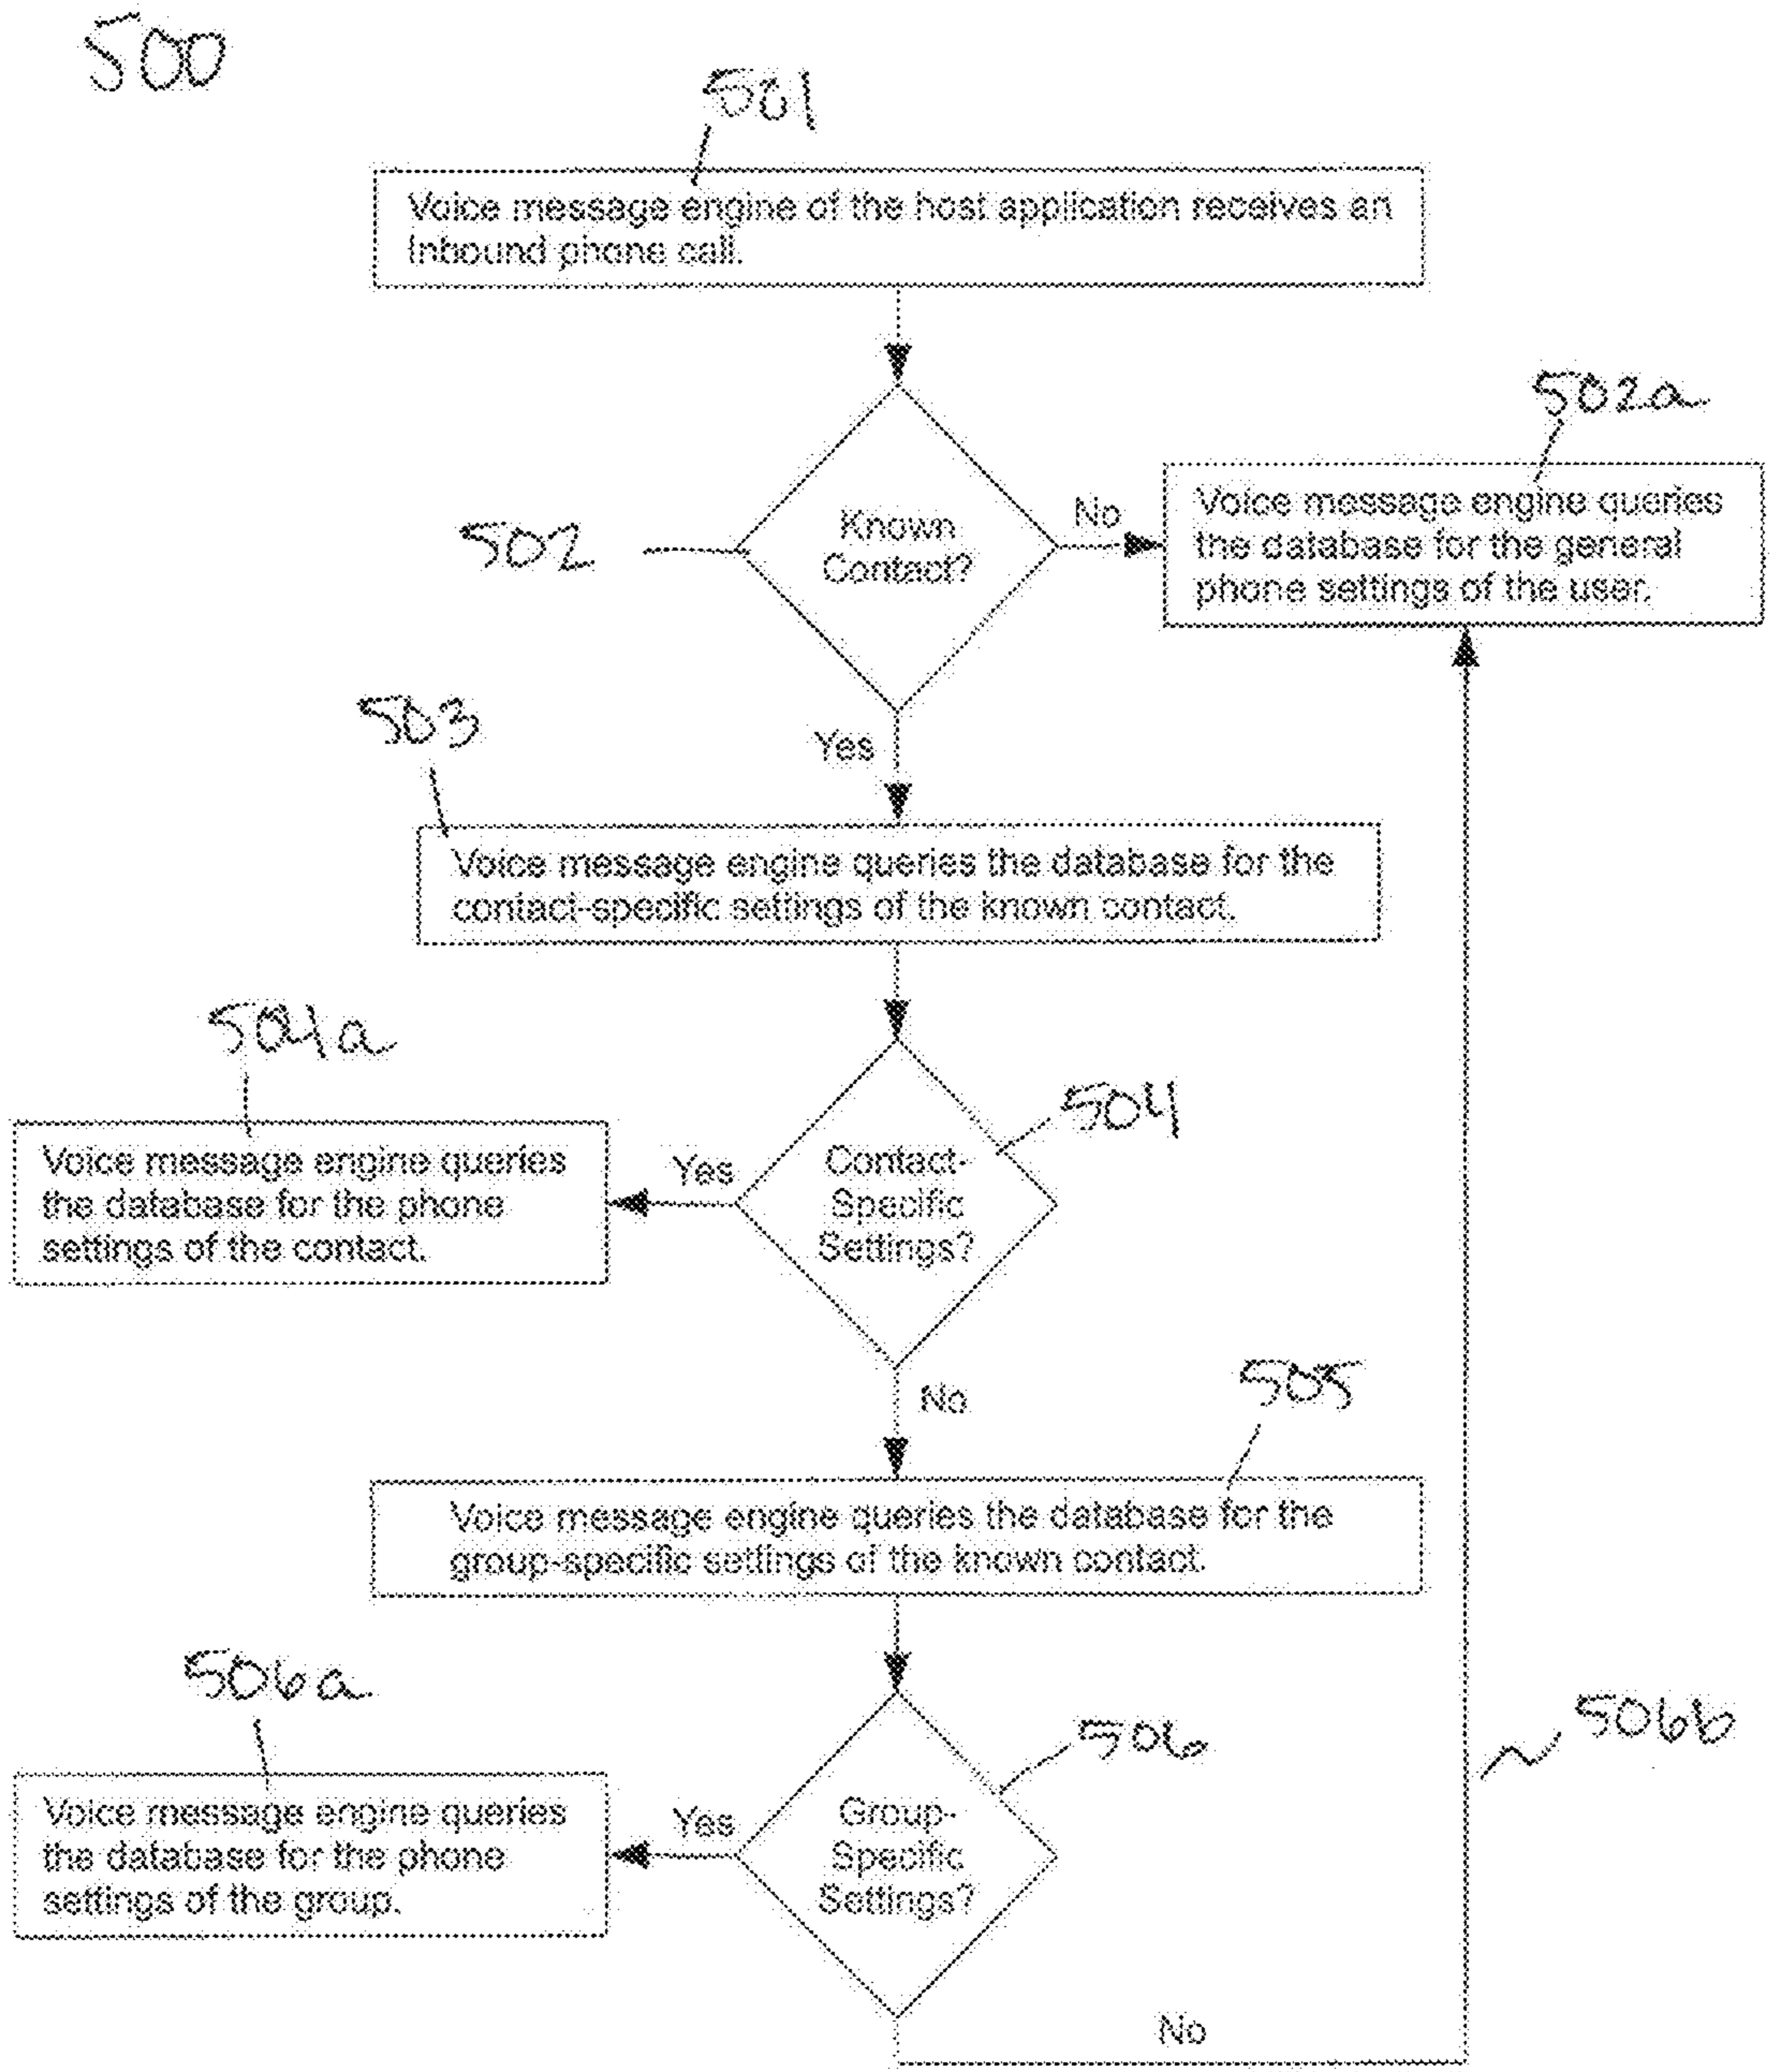 500
501
Voice message engine of the host application receives an
Inbound phone call.
502a
502
Known
Contact?
No
Voice message engine queries
the database for the general
phone settings of the user.
503
Yes
Voice message engine queries the database for the
contact-specific settings of the known contact.
504a
504
Voice message engine queries
the database for the phone
settings of the contact.
Yes
Contact-
Specific
Settings?
No
505
Voice message engine queries the database for the
group-specific settings of the known contact.
506a
506
506b
Voice message engine queries
the database for the phone
settings of the group.
Yes
Group-
Specific
Settings?
No